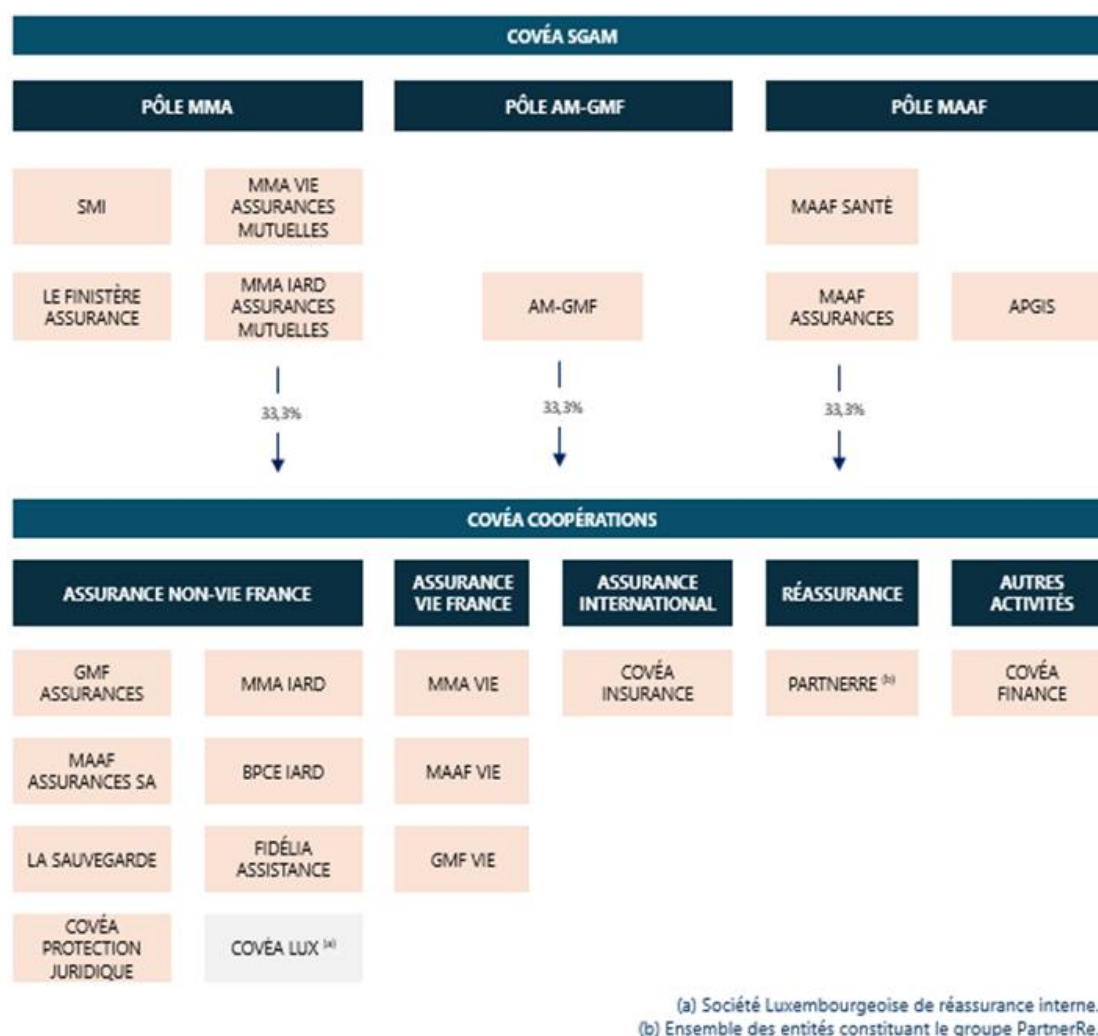 COVÉA SGAM
PÔLE MMA
PÔLE AM-GMF
PÔLE MAAF
SMI
MMA VIE
ASSURANCES
MUTUELLES
MAAF SANTÉ
LE FINISTÈRE
ASSURANCE
MMA IARD
ASSURANCES
MUTUELLES
AM-GMF
MAAF
ASSURANCES
APGIS
33,3%
33,3%
33,3%
COVÉA COOPÉRATIONS
ASSURANCE NON-VIE FRANCE
ASSURANCE
VIE FRANCE
ASSURANCE
INTERNATIONAL
RÉASSURANCE
AUTRES
ACTIVITÉS
GMF
ASSURANCES
MMA IARD
MMA VIE
COVÉA
INSURANCE
PARTNERRE (b)
COVÉA
FINANCE
MAAF
ASSURANCES SA
BPCE IARD
MAAF VIE
LA SAUVEGARDE
FIDÉLIA
ASSISTANCE
GMF VIE
COVÉA
PROTECTION
JURIDIQUE
COVÉA LUX (a)
(a) Société Luxembourgeoise de réassurance interne.
(b) Ensemble des entités constituant le groupe PartnerRe.